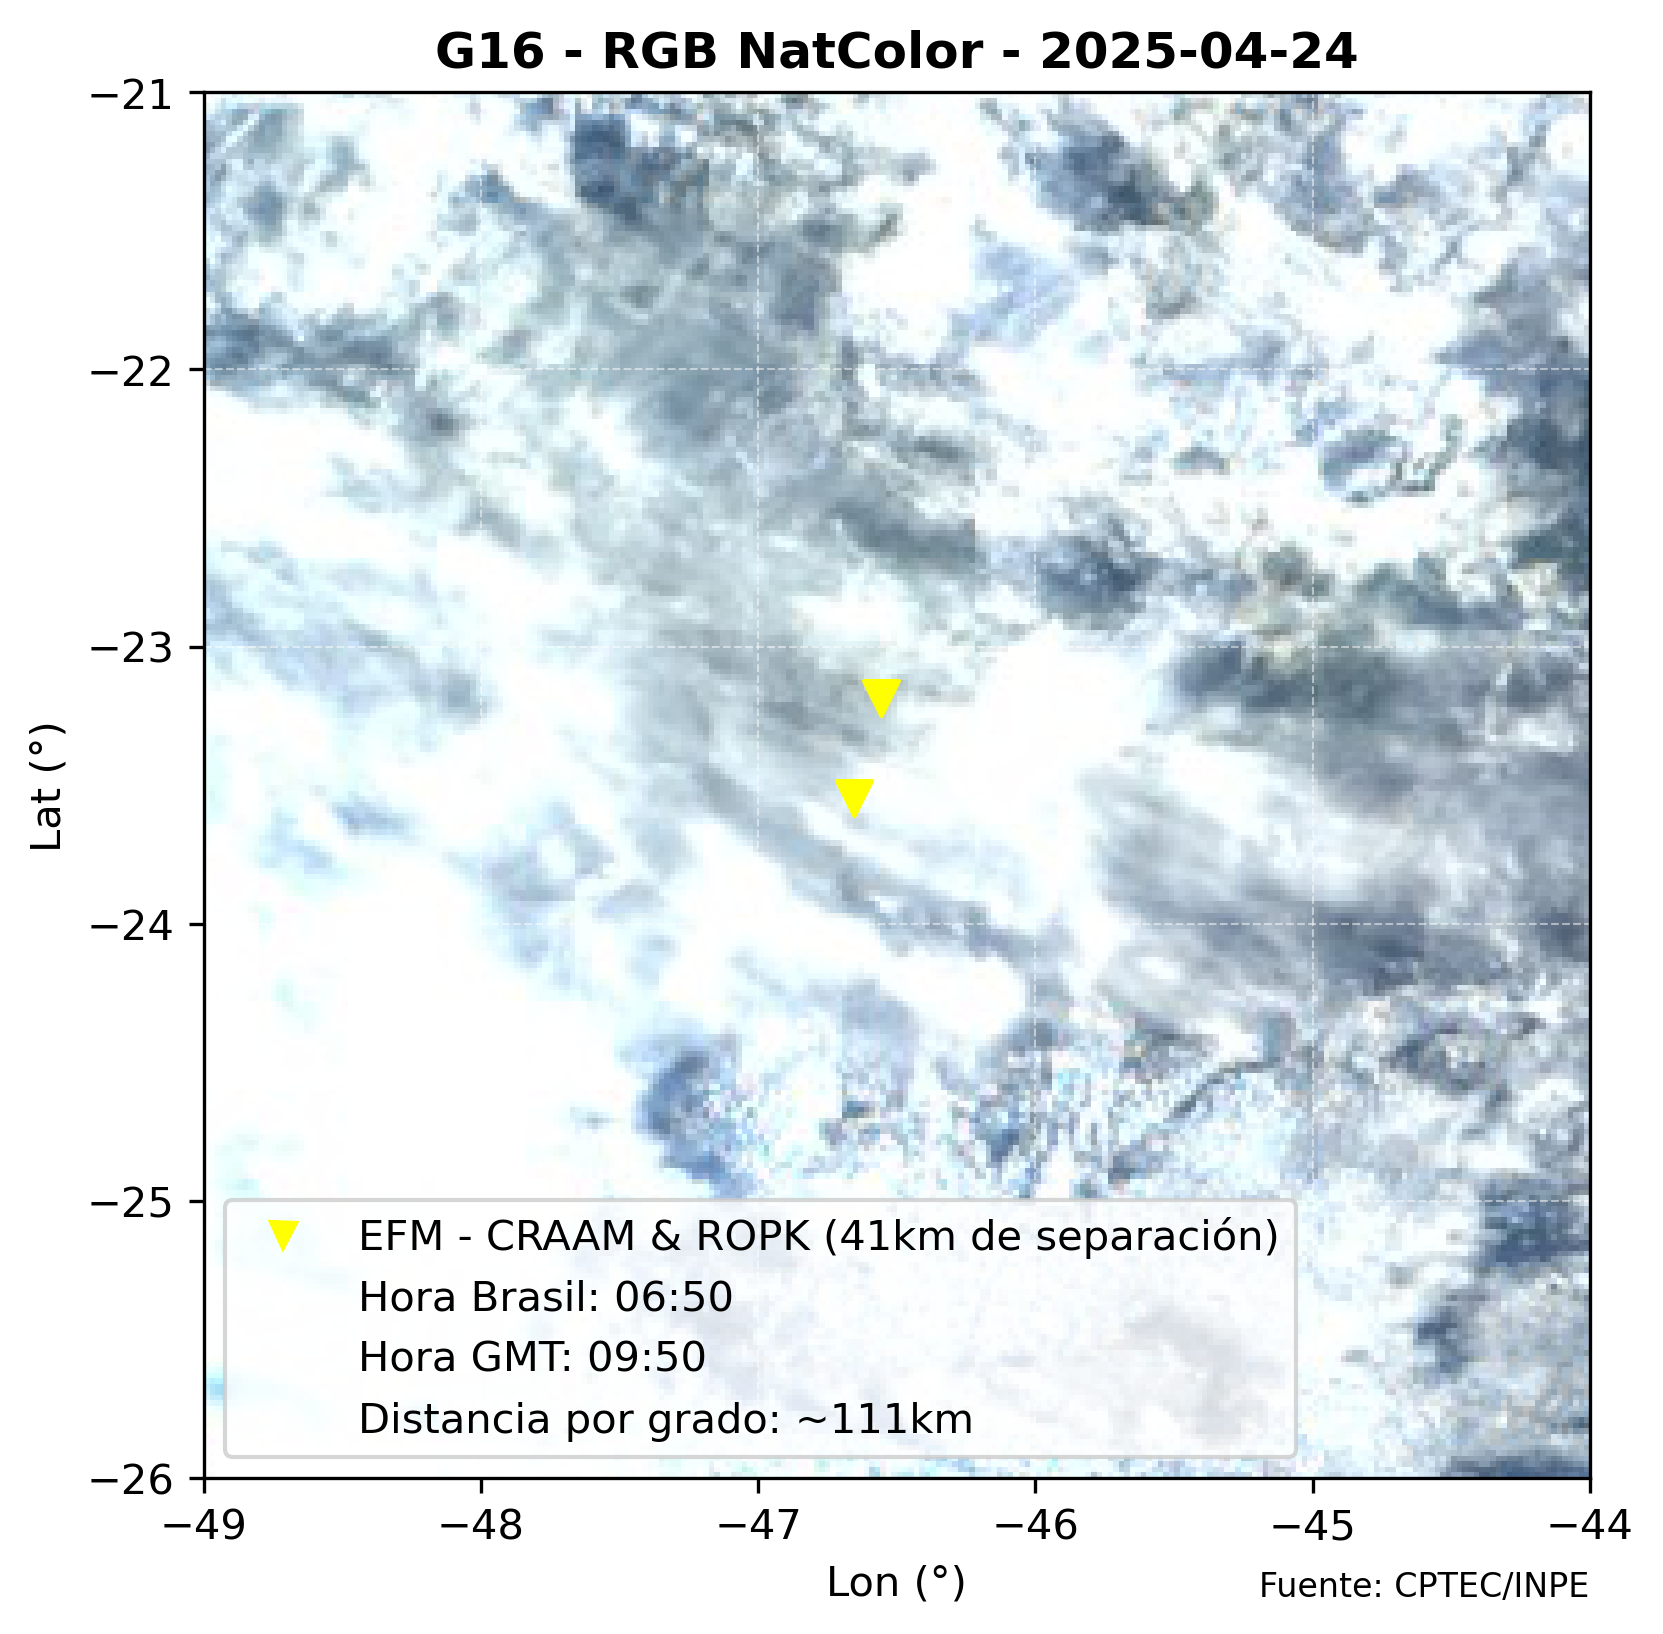 G16 - RGB NatColor - 2025-04-24
−21
−22
−23
−24
−25
−26
Lat (°)
EFM - CRAAM & ROPK (41km de separación)
Hora Brasil: 06:50
Hora GMT: 09:50
Distancia por grado: ~111km
−49
−48
−47
−46
−45
−44
Lon (°)
Fuente: CPTEC/INPE